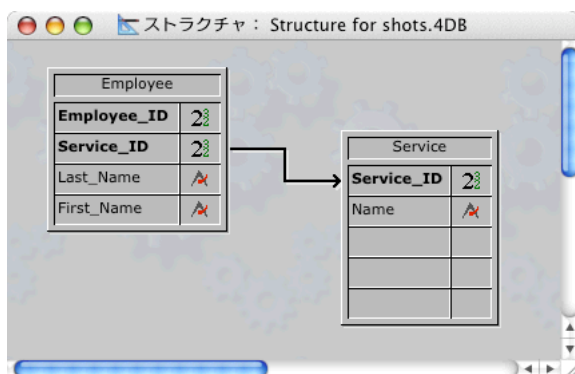 ストラクチャ： Structure for shots.4DB
Employee
Employee_ID
Service_ID
Last_Name
First_Name
Service
Service_ID
Name